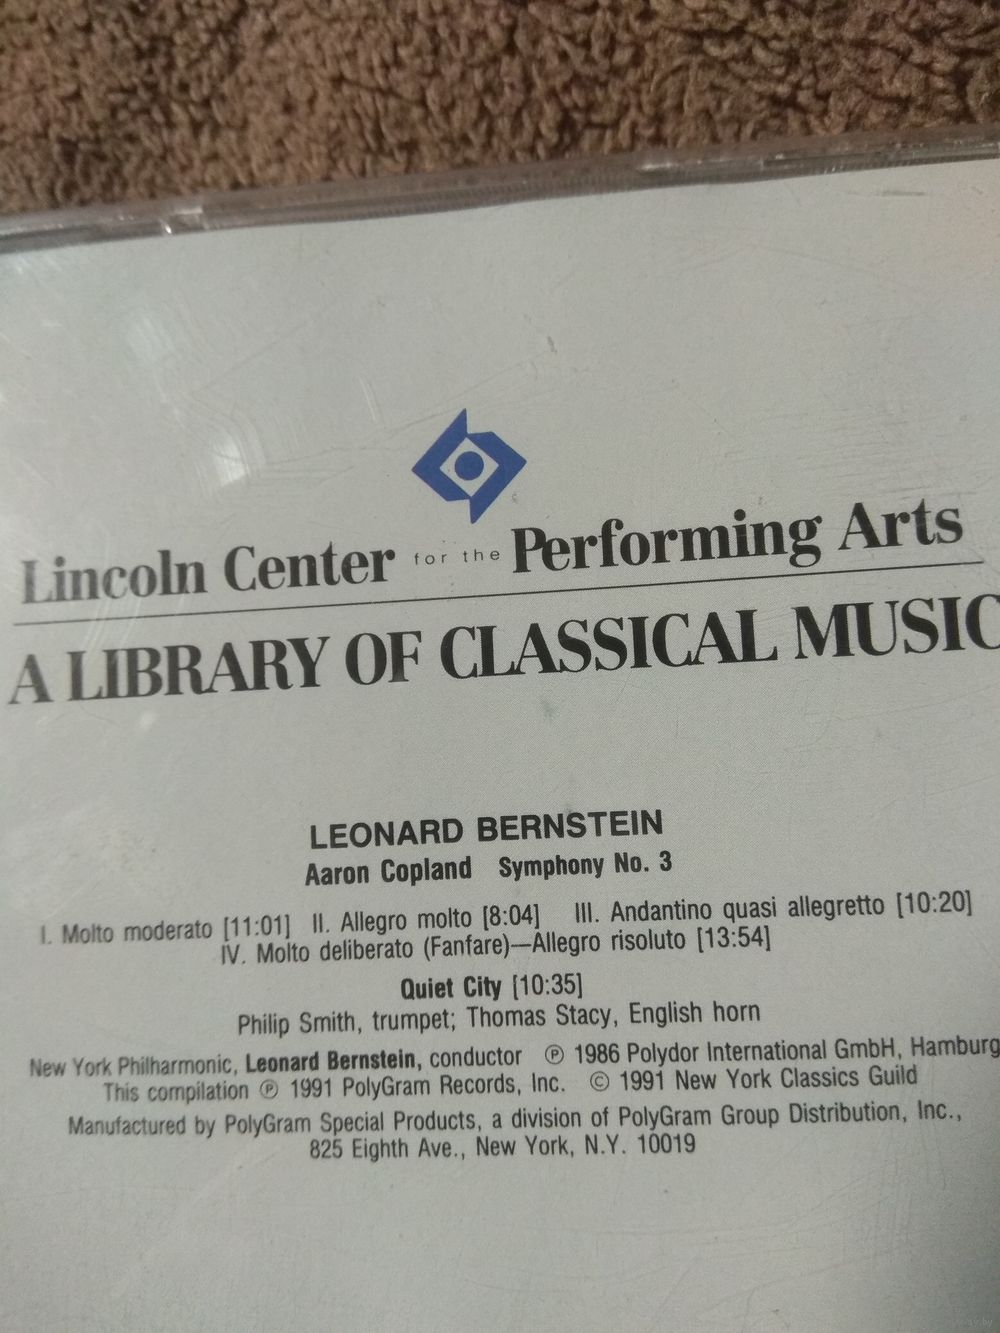 Lincoln Center for the Performing Arts
A LIBRARY OF CLASSICAL MUSIC
LEONARD BERNSTEIN
Aaron Copland Symphony No. 3
I. Molto moderato [11:01] II. Allegro molto [8:04] III. Andantino quasi allegretto [10:20]
IV. Molto deliberato (Fanfare)—Allegro risoluto [13:54]
Quiet City [10:35]
Philip Smith, trumpet; Thomas Stacy, English horn
New York Philharmonic, Leonard Bernstein, conductor ℗ 1986 Polydor International GmbH, Hamburg
This compilation ℗ 1991 PolyGram Records, Inc. © 1991 New York Classics Guild
Manufactured by PolyGram Special Products, a division of PolyGram Group Distribution, Inc.,
825 Eighth Ave., New York, N.Y. 10019